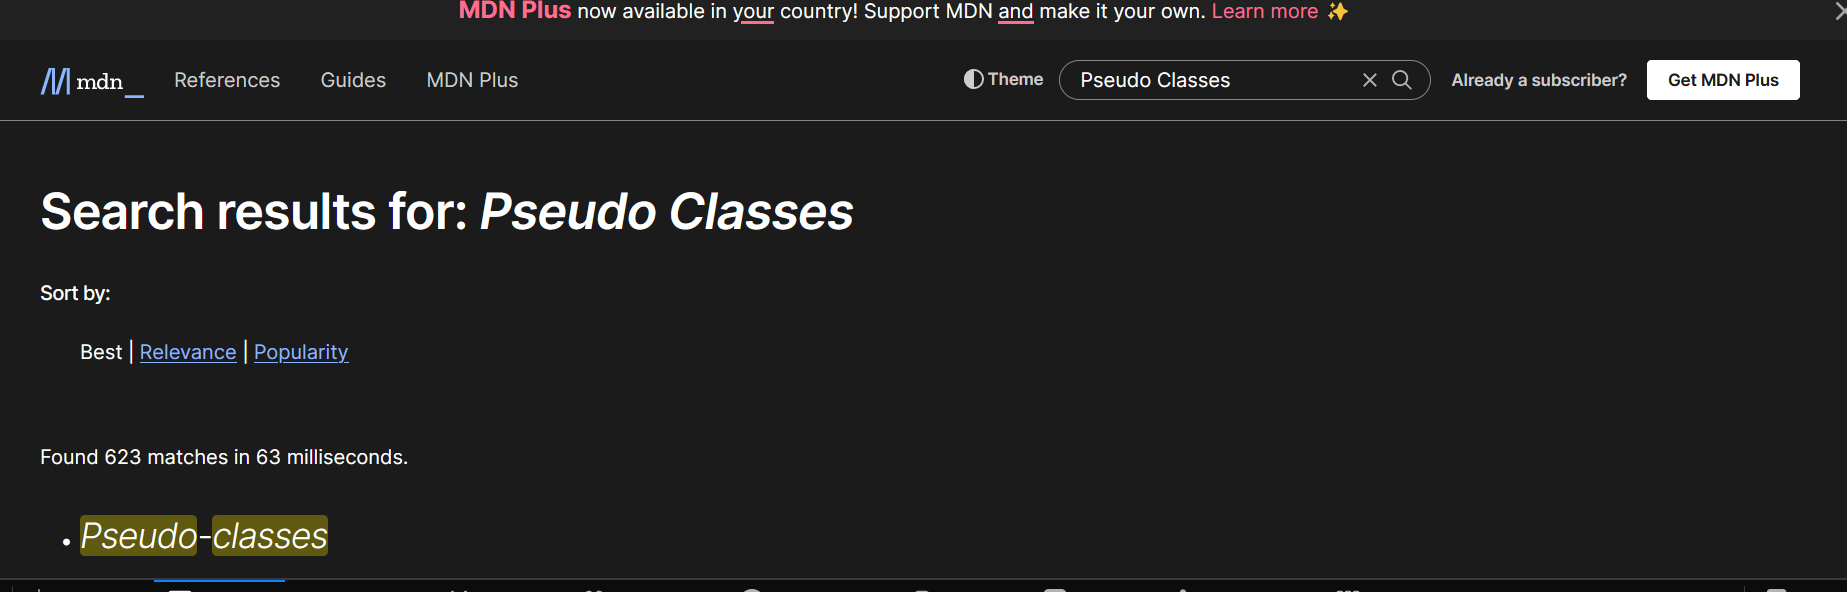 MDN Plus now available in your country! Support MDN and make it your own. Learn more ✨
mdn_ References Guides MDN Plus Theme Pseudo Classes Already a subscriber? Get MDN Plus
Search results for: Pseudo Classes
Sort by:
Best | Relevance | Popularity
Found 623 matches in 63 milliseconds.
• Pseudo-classes